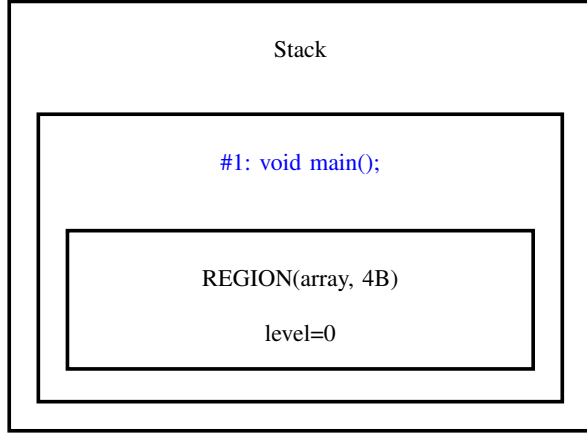 Stack
#1: void main();
REGION(array, 4B)
level=0